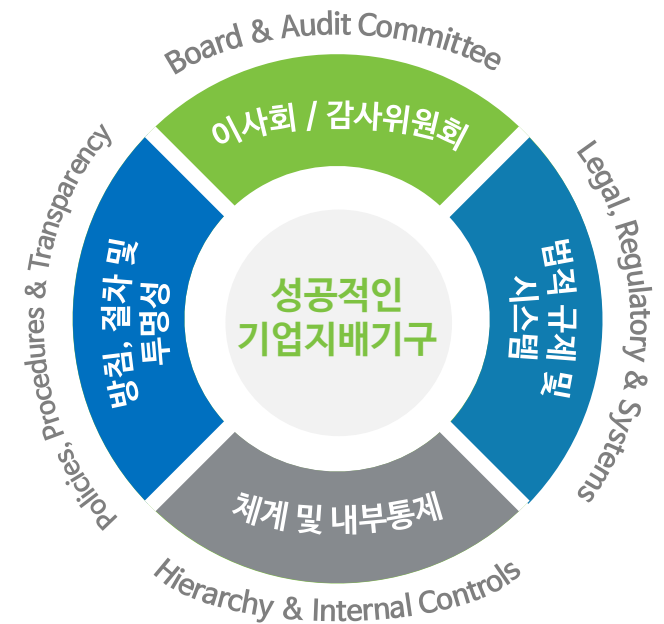 Board & Audit Committee
이사회 / 감사위원회
Legal, Regulatory & Systems
법적 규제 및
시스템
Hierarchy & Internal Controls
체계 및 내부통제
Policies, Procedures & Transparency
방침, 절차 및
투명성
성공적인
기업지배기구